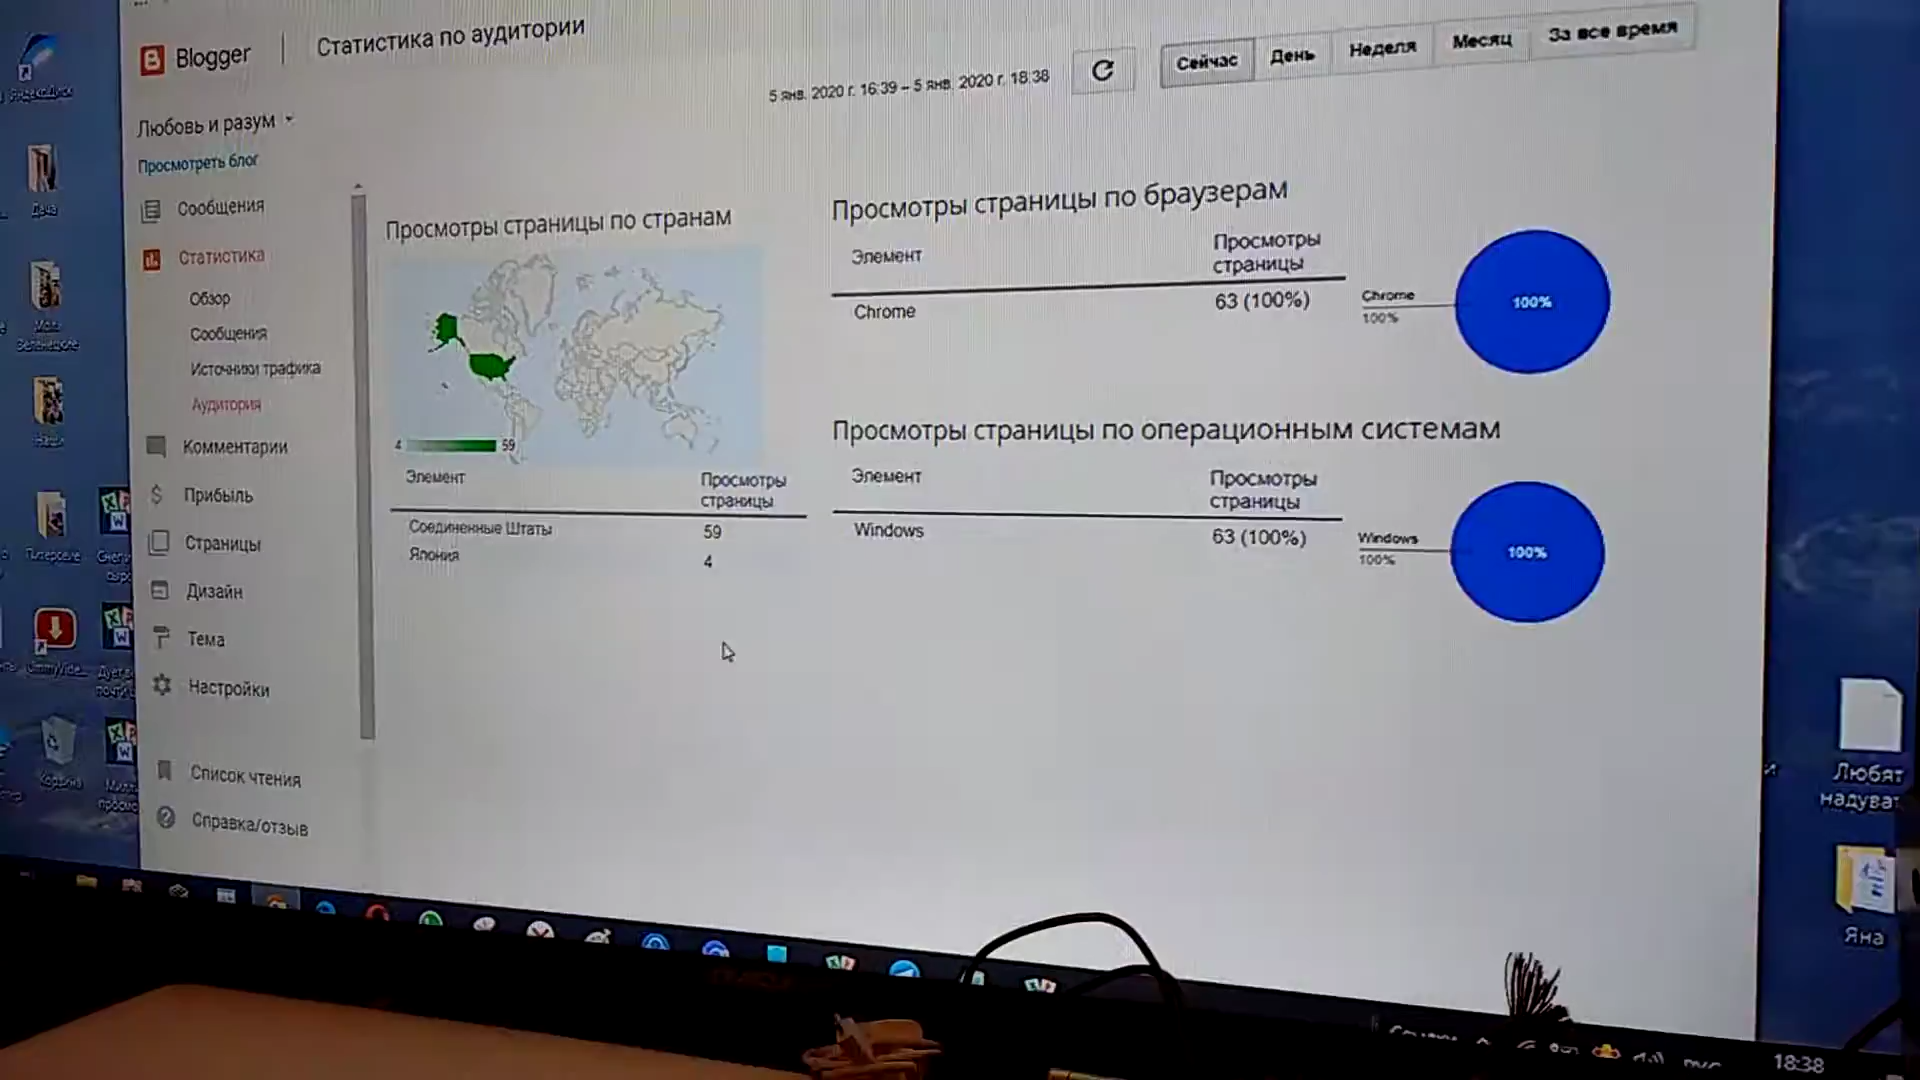 Blogger
Статистика по аудитории
5 янв. 2020 г. 16:39 – 5 янв. 2020 г. 18:38
Сейчас
День
Неделя
Месяц
За все время
Любовь и разум
Просмотреть блог
Сообщения
Статистика
Обзор
Сообщения
Источники трафика
Аудитория
Комментарии
$ Прибыль
Страницы
Дизайн
Тема
Настройки
Список чтения
Справка/отзыв
Просмотры страницы по странам
4
59
Элемент
Просмотры
страницы
Соединенные Штаты 59
Япония 4
Просмотры страницы по браузерам
Элемент
Просмотры
страницы
Chrome 63 (100%)
Chrome
100%
100%
Просмотры страницы по операционным системам
Элемент
Просмотры
страницы
Windows 63 (100%)
Windows
100%
100%
Дача
Корзина
Любят
надуват
Яна
18:38